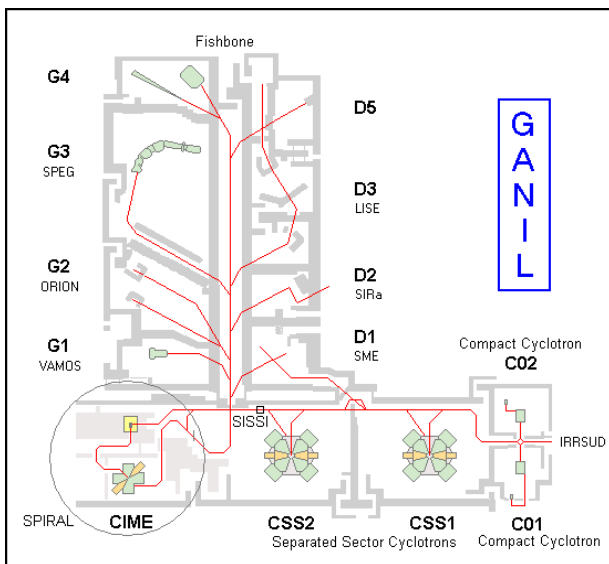 Fishbone
G4
D5
GANIL
G3
SPEG
D3
LISE
G2
ORION
D2
SIRa
G1
VAMOS
D1
SME
Compact Cyclotron
C02
SISSI
IRRSUD
SPIRAL
CIME
CSS2
CSS1
C01
Separated Sector Cyclotrons
Compact Cyclotron